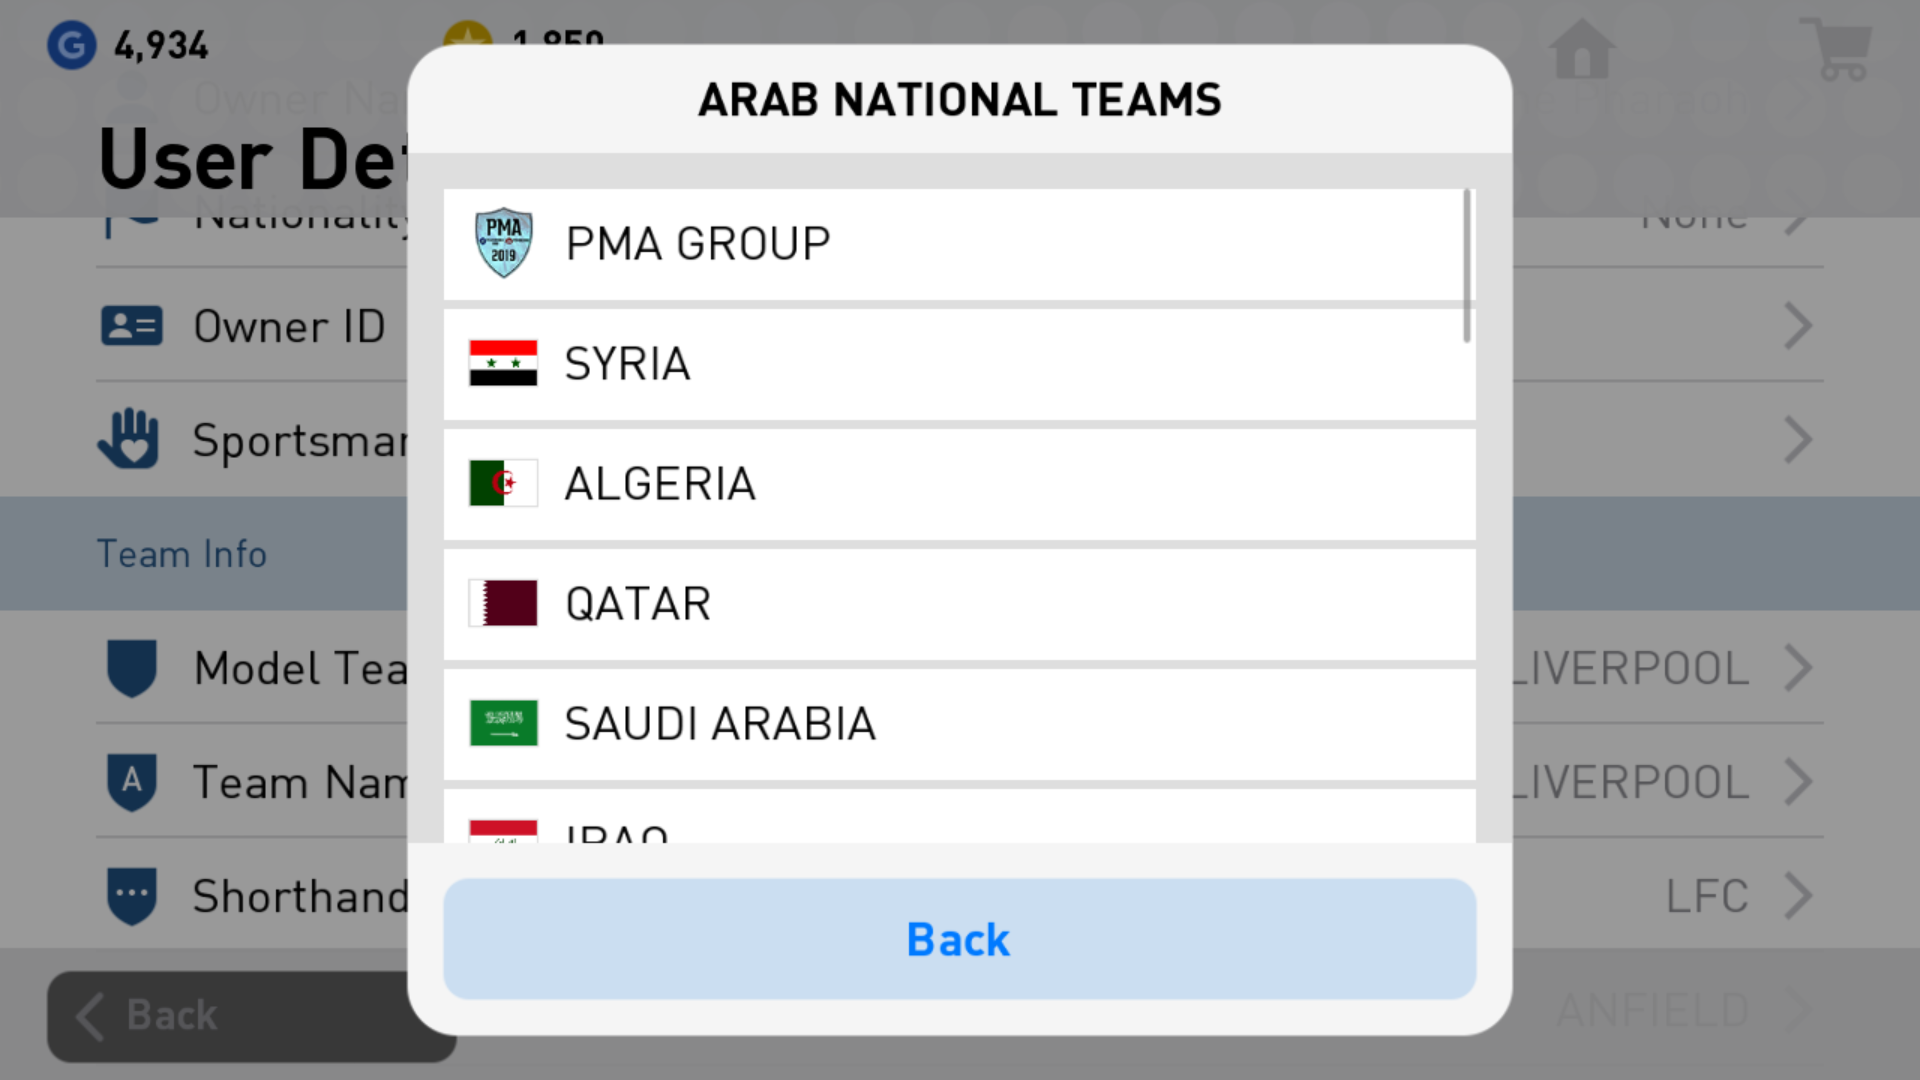 4,934
1,850
ARAB NATIONAL TEAMS
Owner Na
User De
Nationality
None
PMA
2019
PMA GROUP
SYRIA
Owner ID
ALGERIA
Sportsman
QATAR
Team Info
SAUDI ARABIA
Model Tea
LIVERPOOL
IRAQ
Team Nam
LIVERPOOL
Shorthand
LFC
Back
Back
ANFIELD